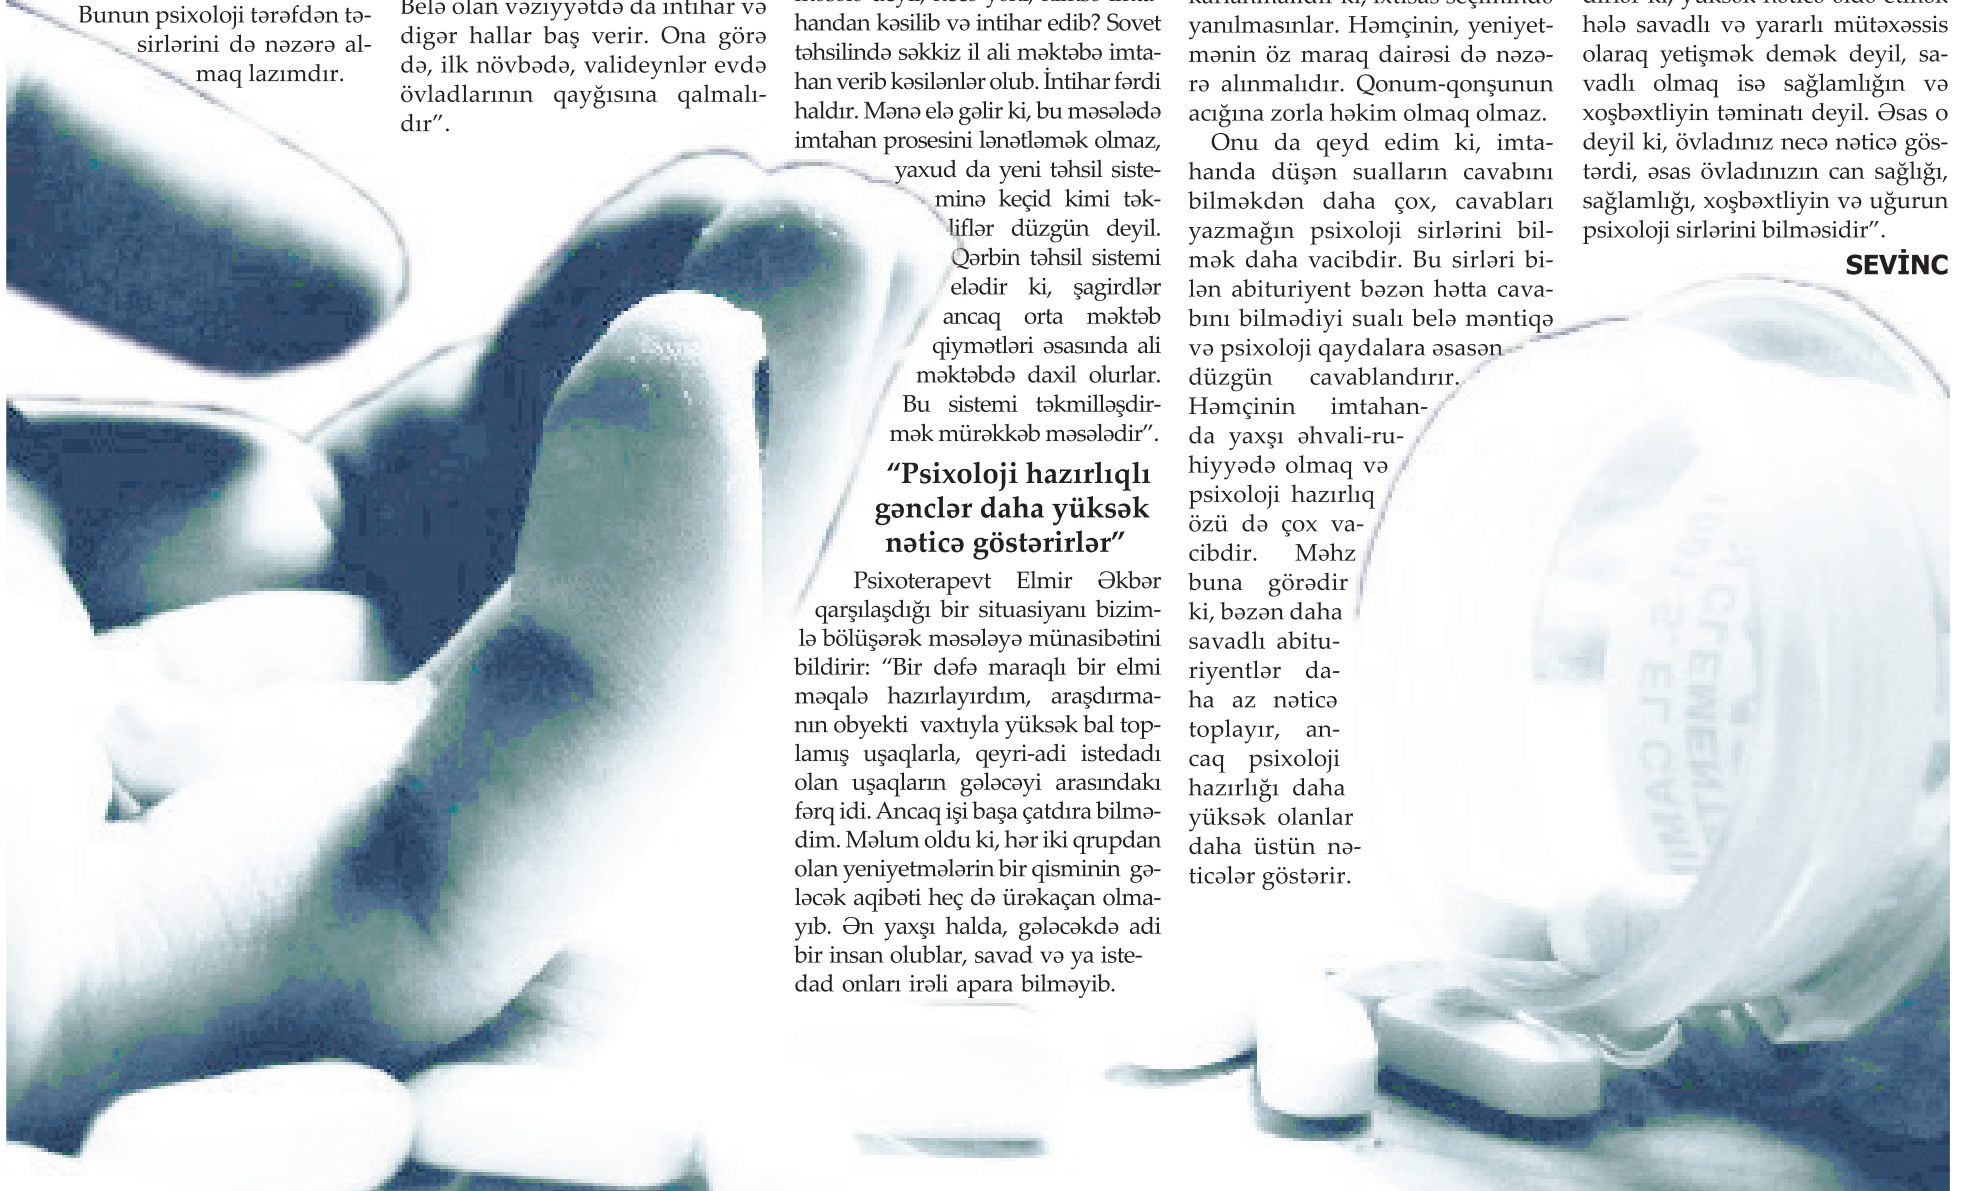 Bunun psixoloji tərəfdən tə-
sirlərini də nəzərə al-
maq lazımdır.
Belə olan vəziyyətdə də intihar və
digər hallar baş verir. Ona görə
də, ilk növbədə, valideynlər evdə
övladlarının qayğısına qalmalı-
dır”.
handan kəsilib və intihar edib? Sovet
təhsilində səkkiz il ali məktəbə imta-
han verib kəsilənlər olub. İntihar fərdi
haldır. Mənə elə gəlir ki, bu məsələdə
imtahan prosesini lənətləmək olmaz,
yaxud da yeni təhsil siste-
minə keçid kimi tək-
liflər düzgün deyil.
Qərbin təhsil sistemi
elədir ki, şagirdlər
ancaq orta məktəb
qiymətləri əsasında ali
məktəbdə daxil olurlar.
Bu sistemi təkmilləşdir-
mək mürəkkəb məsələdir”.
“Psixoloji hazırlıqlı
gənclər daha yüksək
nəticə göstərirlər”
Psixoterapevt Elmir Əkbər
qarşılaşdığı bir situasiyanı bizim-
lə bölüşərək məsələyə münasibətini
bildirir: “Bir dəfə maraqlı bir elmi
məqalə hazırlayırdım, araşdırma-
nın obyekti vaxtıyla yüksək bal top-
lamış uşaqlarla, qeyri-adi istedadı
olan uşaqların gələcəyi arasındakı
fərq idi. Ancaq işi başa çatdıra bilmə-
dim. Məlum oldu ki, hər iki qrupdan
olan yeniyetmələrin bir qisminin gə-
ləcək aqibəti heç də ürəkaçan olma-
yıb. Ən yaxşı halda, gələcəkdə adi
bir insan olublar, savad və ya iste-
dad onları irəli apara bilməyib.
yanılmasınlar. Həmçinin, yeniyet-
mənin öz maraq dairəsi də nəzə-
rə alınmalıdır. Qonum-qonşunun
acığına zorla həkim olmaq olmaz.
Onu da qeyd edim ki, imta-
handa düşən sualların cavabını
bilməkdən daha çox, cavabları
yazmağın psixoloji sirlərini bil-
mək daha vacibdir. Bu sirləri bi-
lən abituriyent bəzən hətta cava-
bını bilmədiyi sualı belə məntiqə
və psixoloji qaydalara əsasən
düzgün cavablandırır.
Həmçinin imtahan-
da yaxşı əhvali-ru-
hiyyədə olmaq və
psixoloji hazırlıq
özü də çox va-
cibdir. Məhz
buna görədir
ki, bəzən daha
savadlı abitu-
riyentlər da-
ha az nəticə
toplayır, an-
caq psixoloji
hazırlığı daha
yüksək olanlar
daha üstün nə-
ticələr göstərir.
hələ savadlı və yararlı mütəxəssis
olaraq yetişmək demək deyil, sa-
vadlı olmaq isə sağlamlığın və
xoşbəxtliyin təminatı deyil. Əsas o
deyil ki, övladınız necə nəticə gös-
tərdi, əsas övladınızın can sağlığı,
sağlamlığı, xoşbəxtliyin və uğurun
psixoloji sirlərini bilməsidir”.
SEVİNC